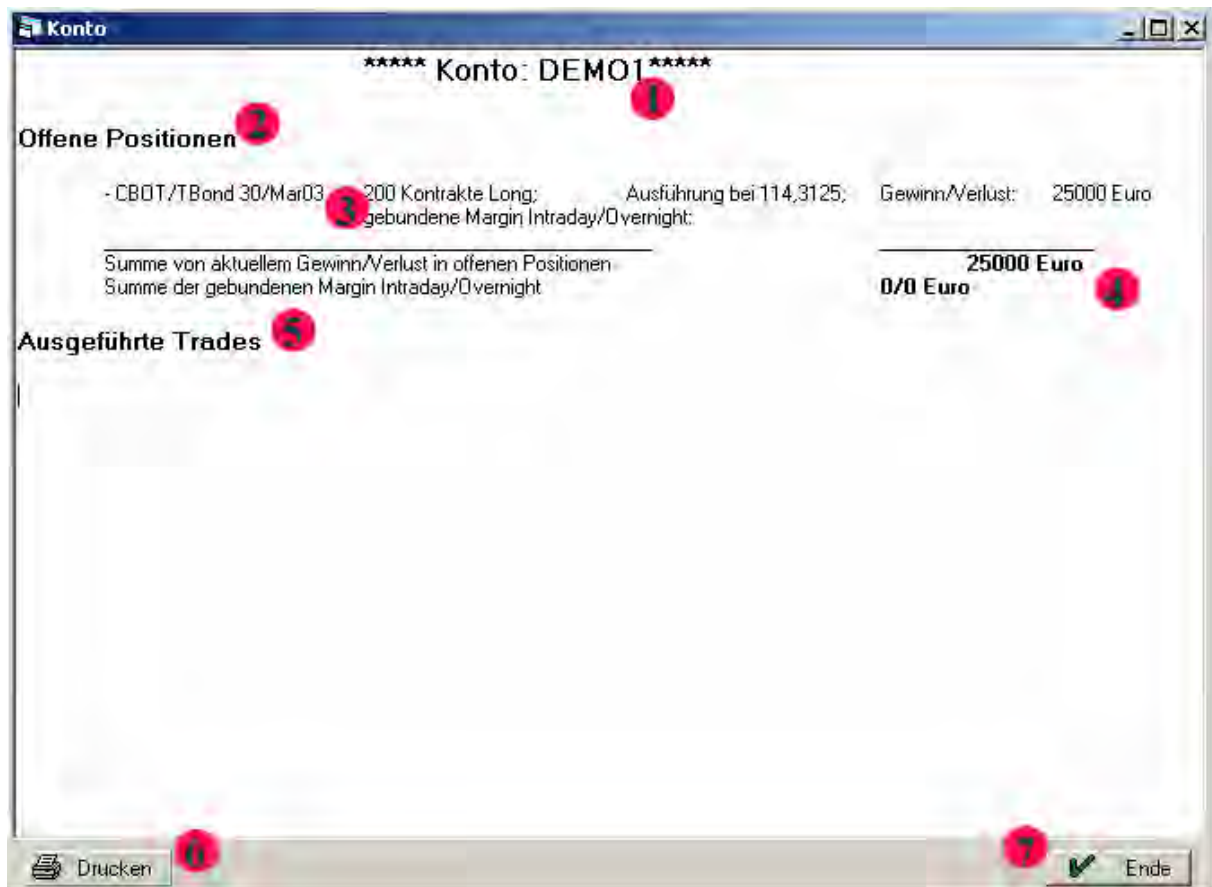 Konto
***** Konto: DEMO1*****
1
Offene Positionen 2
- CBOT/TBond 30/Mar03 3 200 Kontrakte Long; Ausführung bei 114,3125; Gewinn/Verlust: 25000 Euro
gebundene Margin Intraday/Overnight:
Summe von aktuellem Gewinn/Verlust in offenen Positionen 25000 Euro
Summe der gebundenen Margin Intraday/Overnight 0/0 Euro 4
Ausgeführte Trades 5
Drucken 6 7 Ende